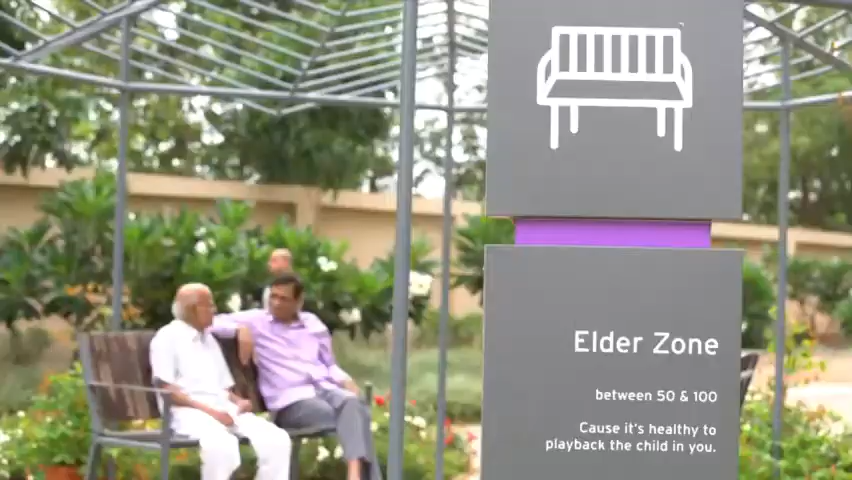 Elder Zone
between 50 & 100
Cause it's healthy to
playback the child in you.